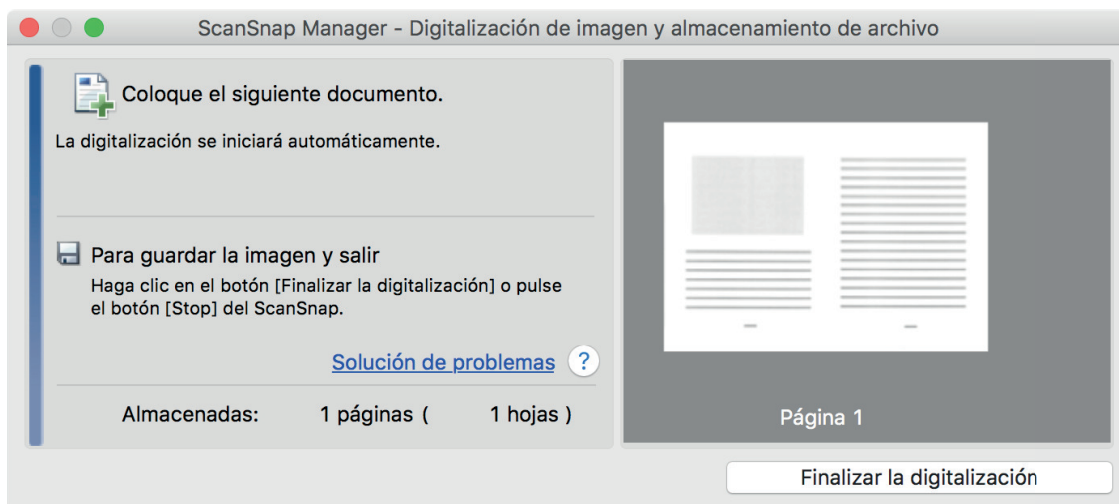 ScanSnap Manager - Digitalización de imagen y almacenamiento de archivo
Coloque el siguiente documento.
La digitalización se iniciará automáticamente.
Para guardar la imagen y salir
Haga clic en el botón [Finalizar la digitalización] o pulse
el botón [Stop] del ScanSnap.
Solución de problemas ?
Almacenadas: 1 páginas ( 1 hojas )
Página 1
Finalizar la digitalización